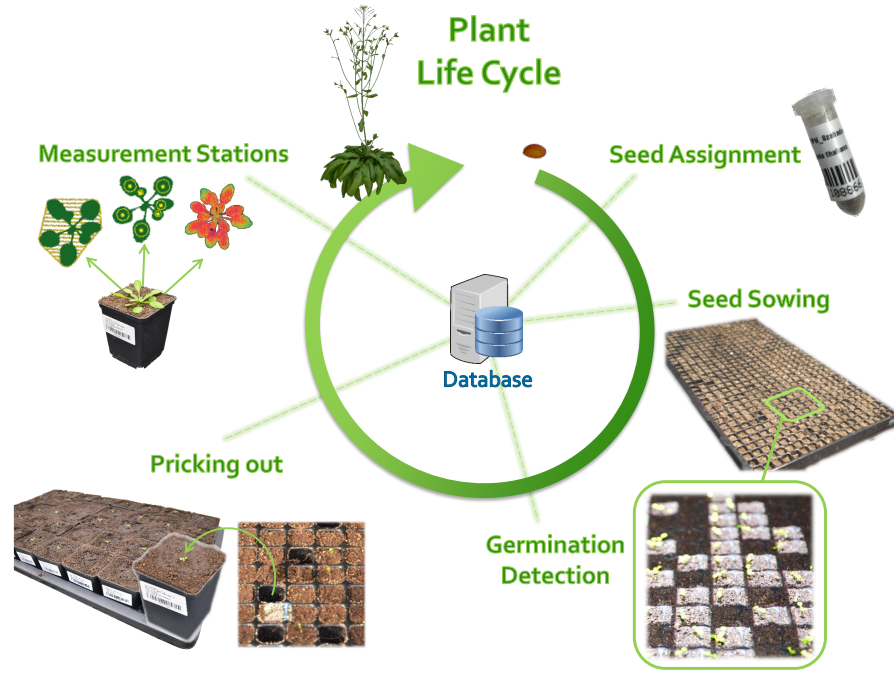 Plant
Life Cycle
Measurement Stations
Seed Assignment
Seed Sowing
Database
Pricking out
Germination
Detection